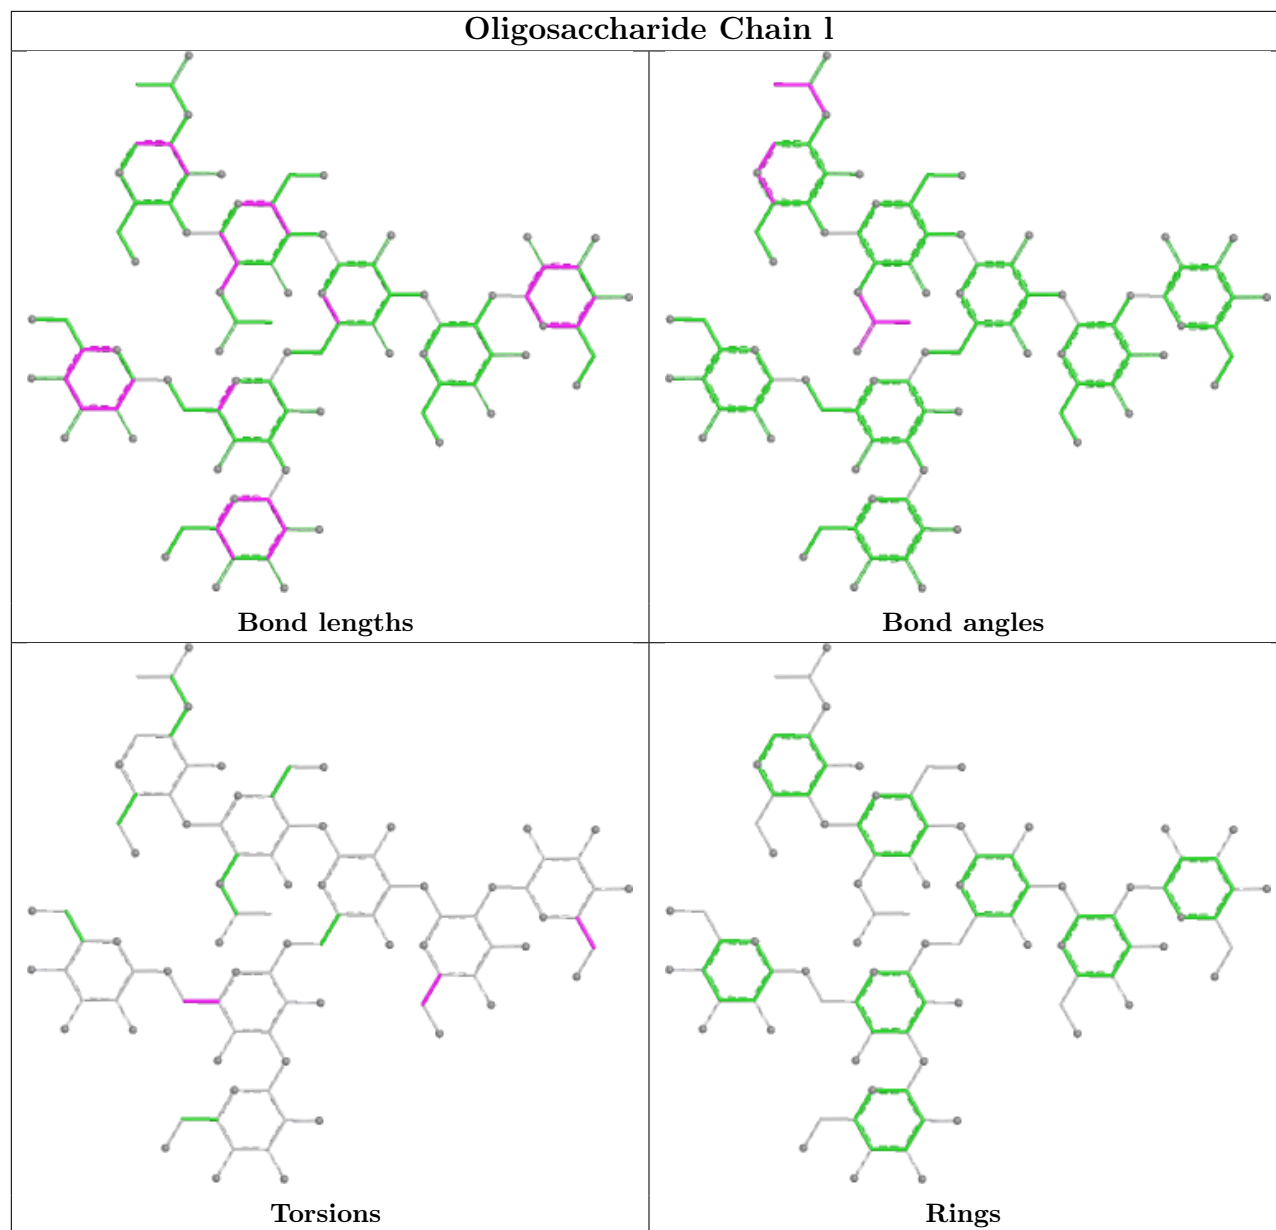 Oligosaccharide Chain l
Bond lengths
Bond angles
Torsions
Rings